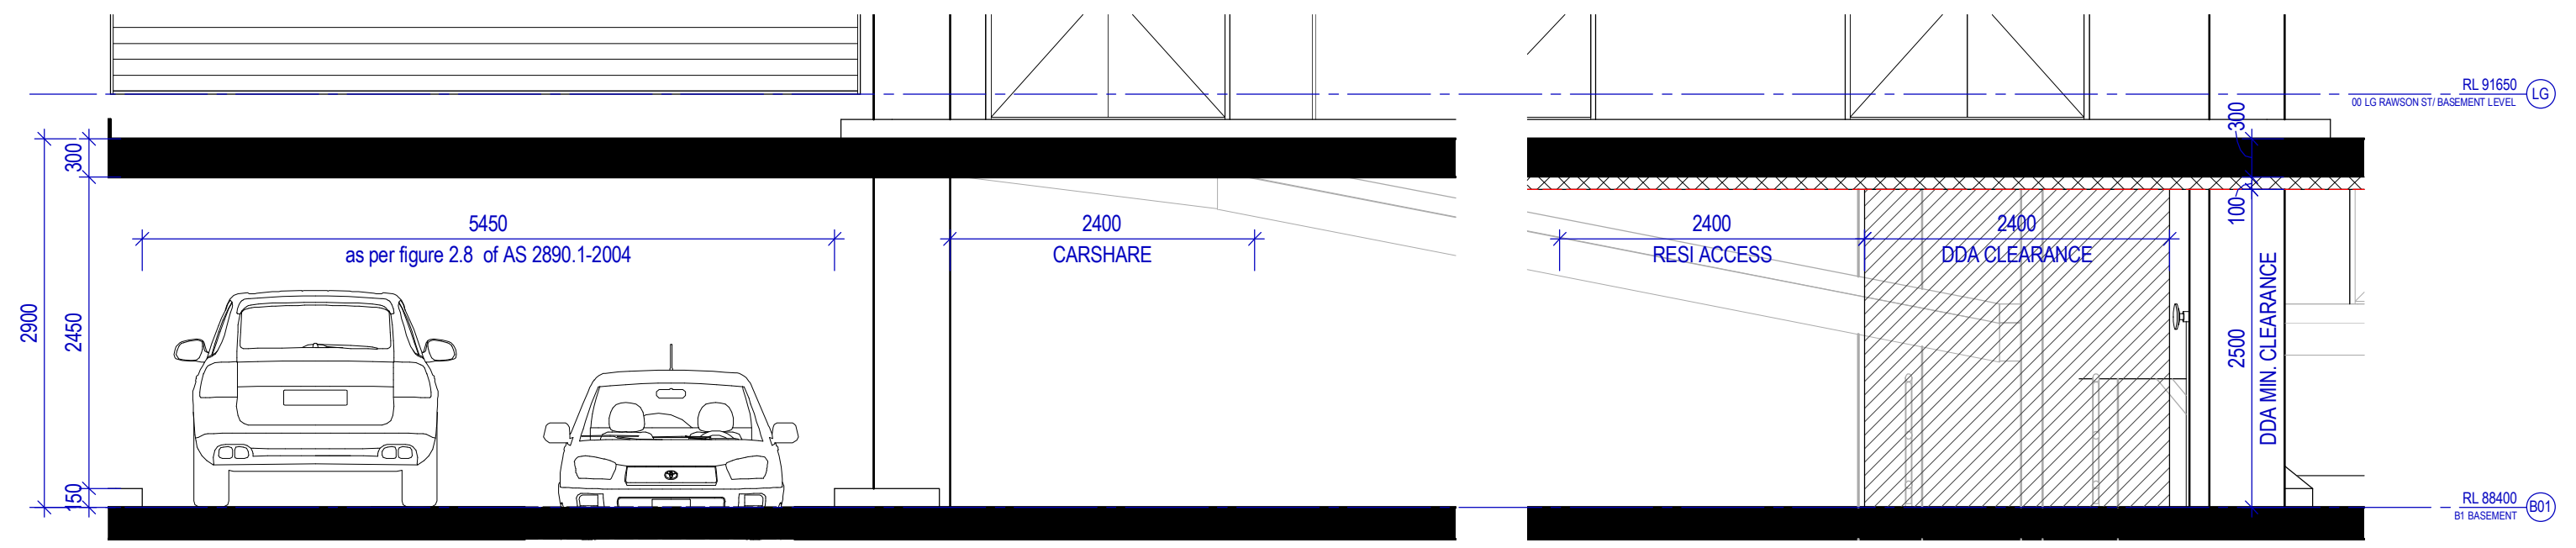 RL 91650
LG
00 LG RAWSON ST/ BASEMENT LEVEL
300
300
5450
as per figure 2.8 of AS 2890.1-2004
2400
CARSHARE
2400
RESI ACCESS
2400
DDA CLEARANCE
100
2900
2450
2500
DDA MIN. CLEARANCE
150
RL 88400
B01
B1 BASEMENT